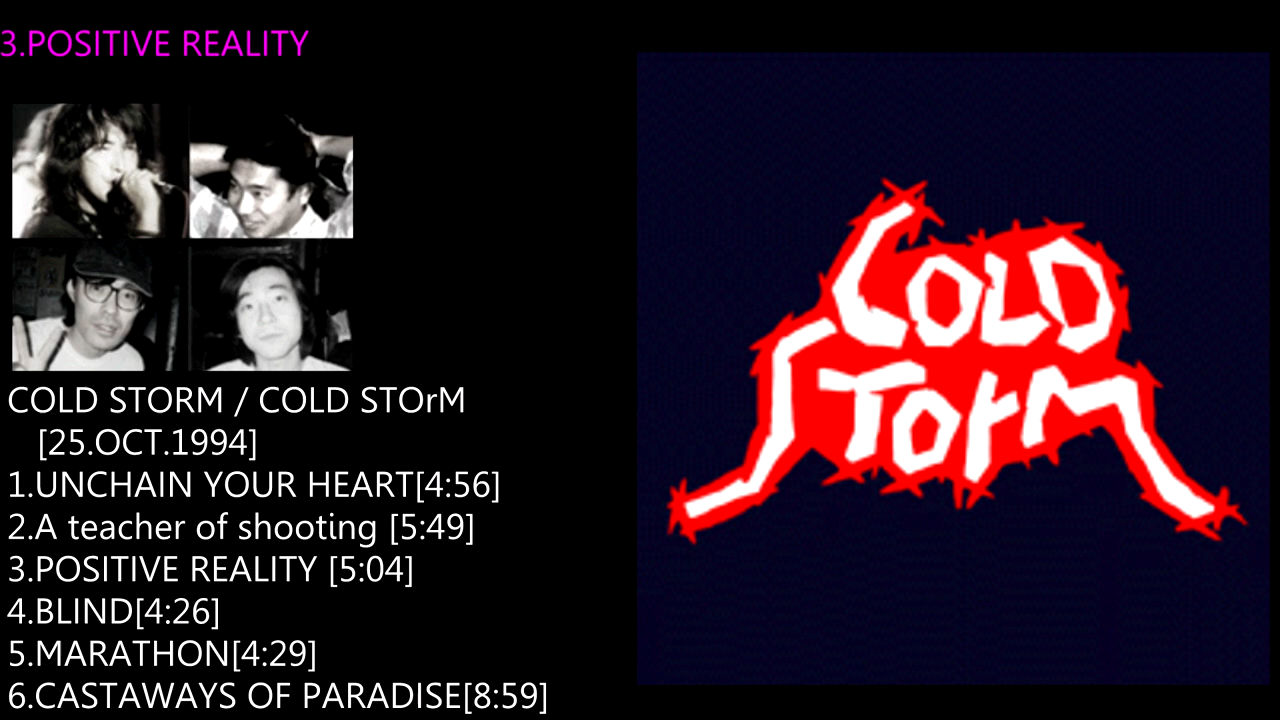 3.POSITIVE REALITY
COLD STORM / COLD STOrM
[25.OCT.1994]
1.UNCHAIN YOUR HEART[4:56]
2.A teacher of shooting [5:49]
3.POSITIVE REALITY [5:04]
4.BLIND[4:26]
5.MARATHON[4:29]
6.CASTAWAYS OF PARADISE[8:59]
COLD
STOrM